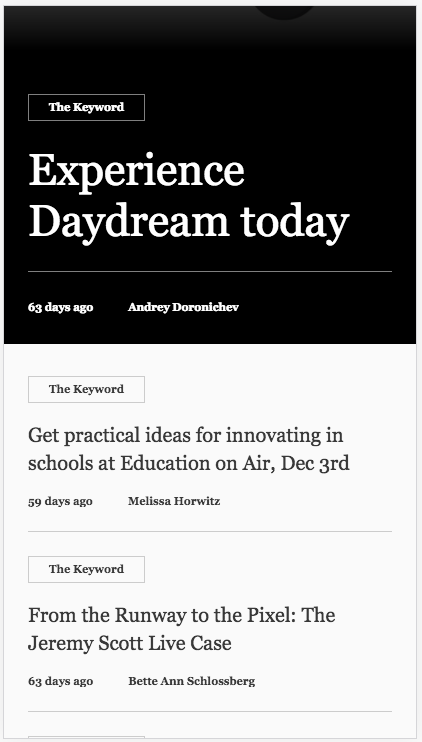 The Keyword
Experience
Daydream today
63 days ago Andrey Doronichev
The Keyword
Get practical ideas for innovating in
schools at Education on Air, Dec 3rd
59 days ago Melissa Horwitz
The Keyword
From the Runway to the Pixel: The
Jeremy Scott Live Case
63 days ago Bette Ann Schlossberg